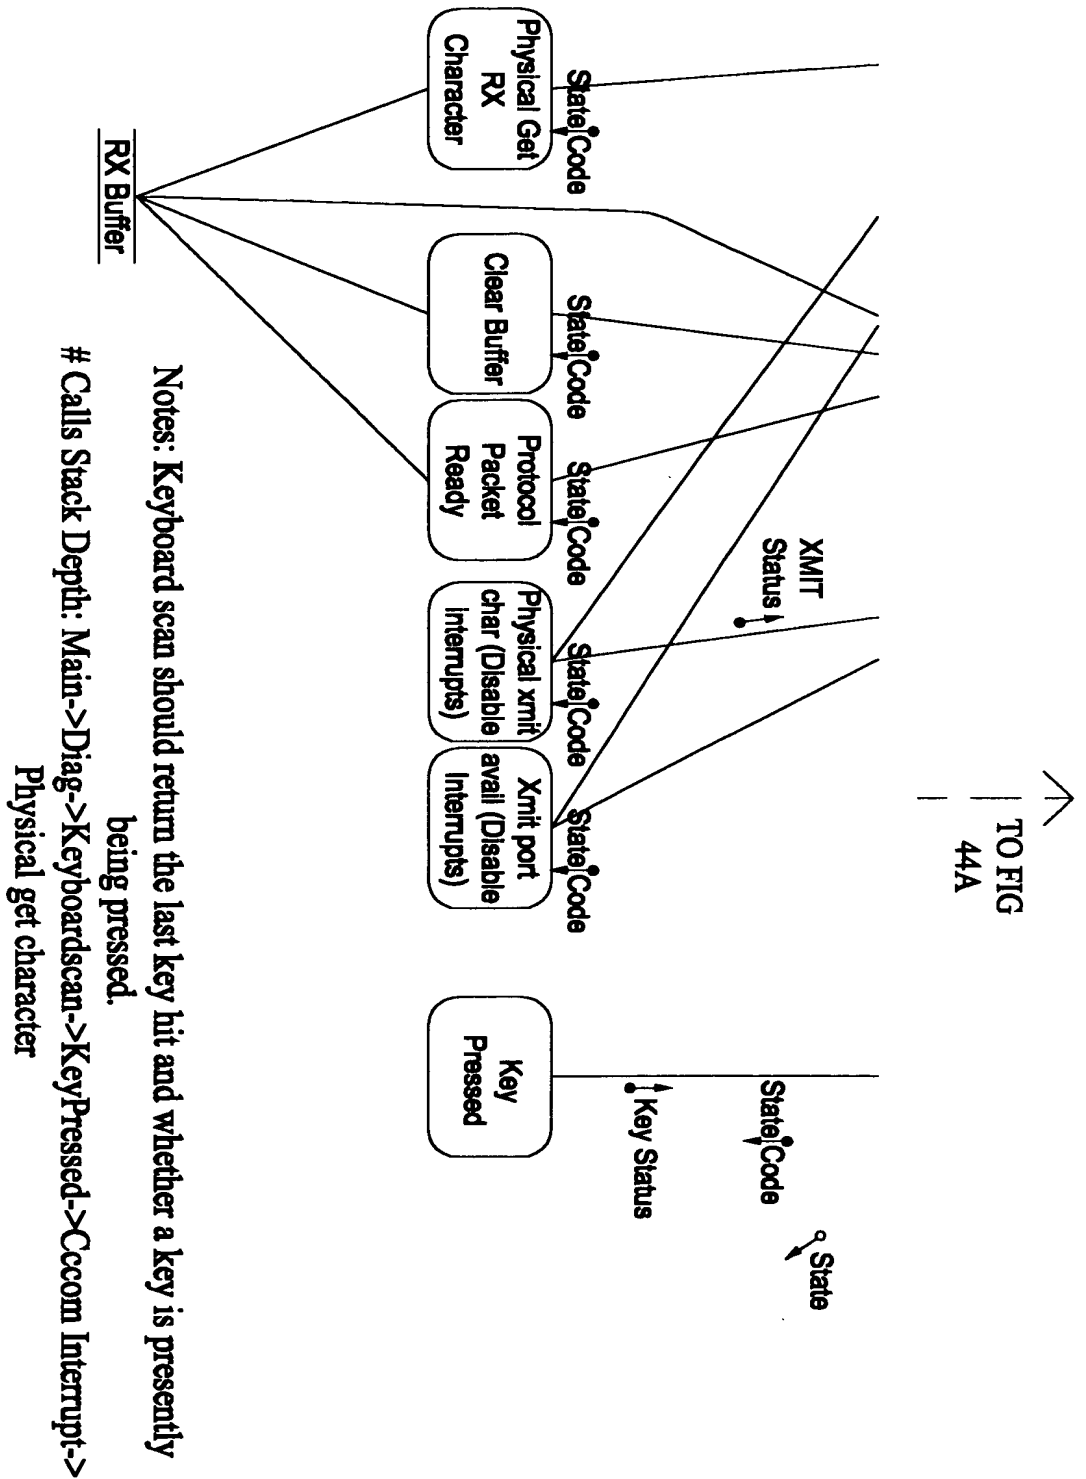 TO FIG
44A
State
XMIT
Status
State Code
Key Status
State Code
State Code
State Code
State Code
State Code
State Code
Physical Get
RX
Character
Clear Buffer
Protocol
Packet
Ready
Physical xmit
char (Disable
interrupts)
Xmit port
avail (Disable
Interrupts)
Key
Pressed
RX Buffer
Notes: Keyboard scan should return the last key hit and whether a key is presently
being pressed.
# Calls Stack Depth: Main->Diag->Keyboardscan->KeyPressed->Cccom Interrupt->
Physical get character